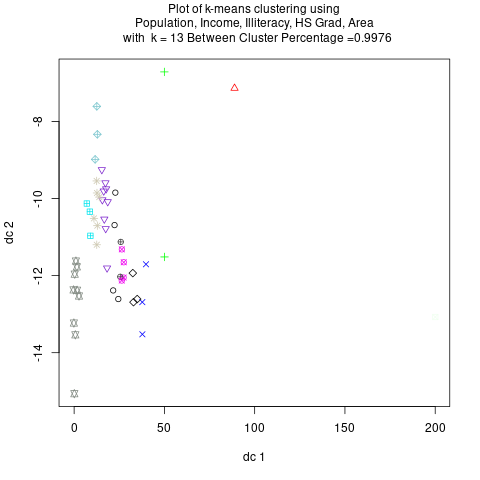 Plot of k-means clustering using
Population, Income, Illiteracy, HS Grad, Area
with k = 13 Between Cluster Percentage =0.9976
dc 2
-8
-10
-12
-14
0
50
100
150
200
dc 1